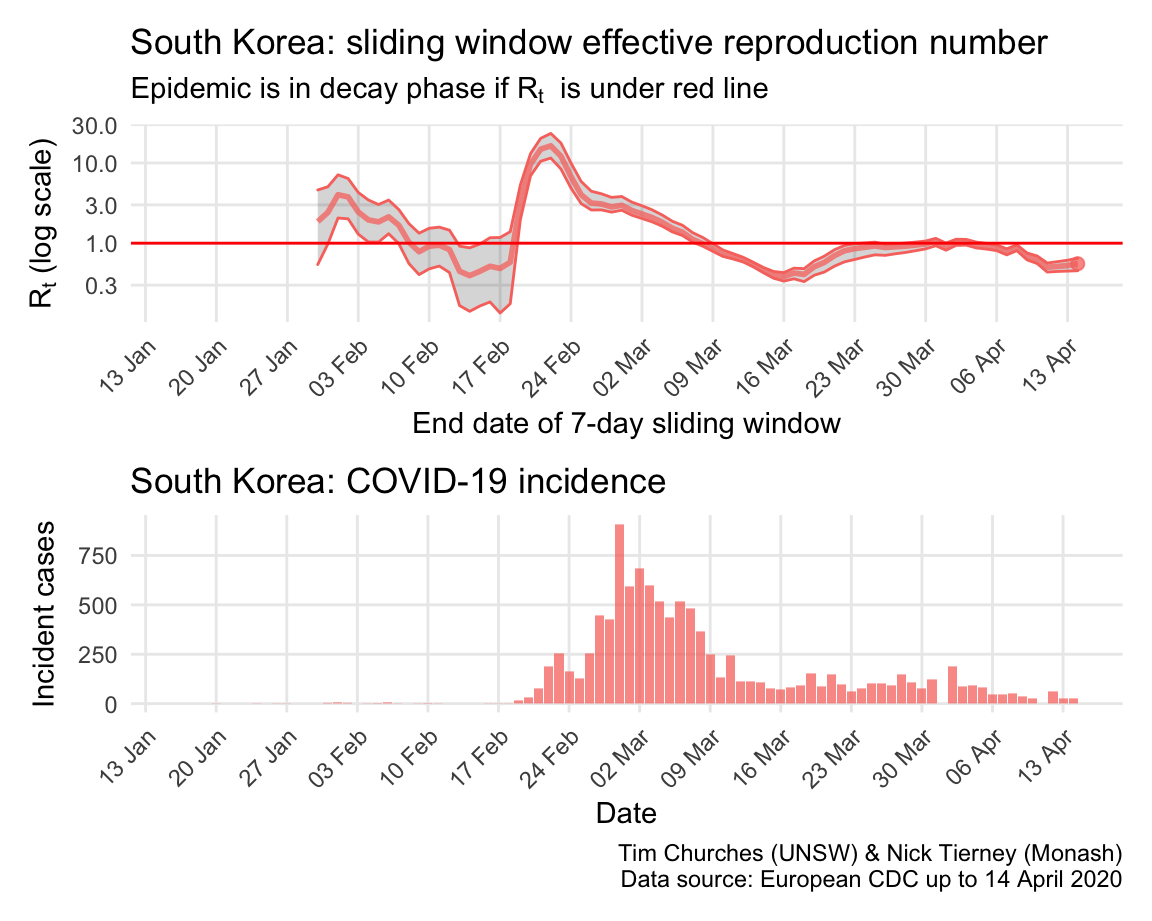 South Korea: sliding window effective reproduction number
Epidemic is in decay phase if Rt is under red line
Rt (log scale)
30.0
10.0
3.0
1.0
0.3
13 Jan 20 Jan 27 Jan 03 Feb 10 Feb 17 Feb 24 Feb 02 Mar 09 Mar 16 Mar 23 Mar 30 Mar 06 Apr 13 Apr
End date of 7-day sliding window
South Korea: COVID-19 incidence
Incident cases
750
500
250
0
13 Jan 20 Jan 27 Jan 03 Feb 10 Feb 17 Feb 24 Feb 02 Mar 09 Mar 16 Mar 23 Mar 30 Mar 06 Apr 13 Apr
Date
Tim Churches (UNSW) & Nick Tierney (Monash)
Data source: European CDC up to 14 April 2020